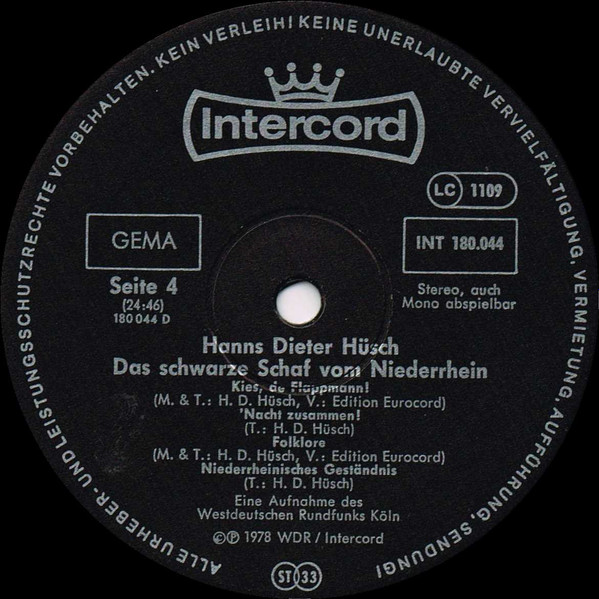 ALLE URHEBER- UND LEISTUNGSSCHUTZRECHTE VORBEHALTEN. KEIN VERLEIH! KEINE UNERLAUBTE VERVIELFÄLTIGUNG, VERMIETUNG, AUFFÜHRUNG, SENDUNG!
Intercord
LC 1109
GEMA
INT 180.044
Seite 4
(24:46)
180 044 D
Stereo, auch
Mono abspielbar
Hanns Dieter Hüsch
Das schwarze Schaf vom Niederrhein
Kies, de Flappmann!
(M. & T.: H. D. Hüsch, V.: Edition Eurocord)
'Nacht zusammen!
(T.: H. D. Hüsch)
Folklore
(M. & T.: H. D. Hüsch, V.: Edition Eurocord)
Niederrheinisches Geständnis
(T.: H. D. Hüsch)
Eine Aufnahme des
Westdeutschen Rundfunks Köln
©℗ 1978 WDR / Intercord
ST 33